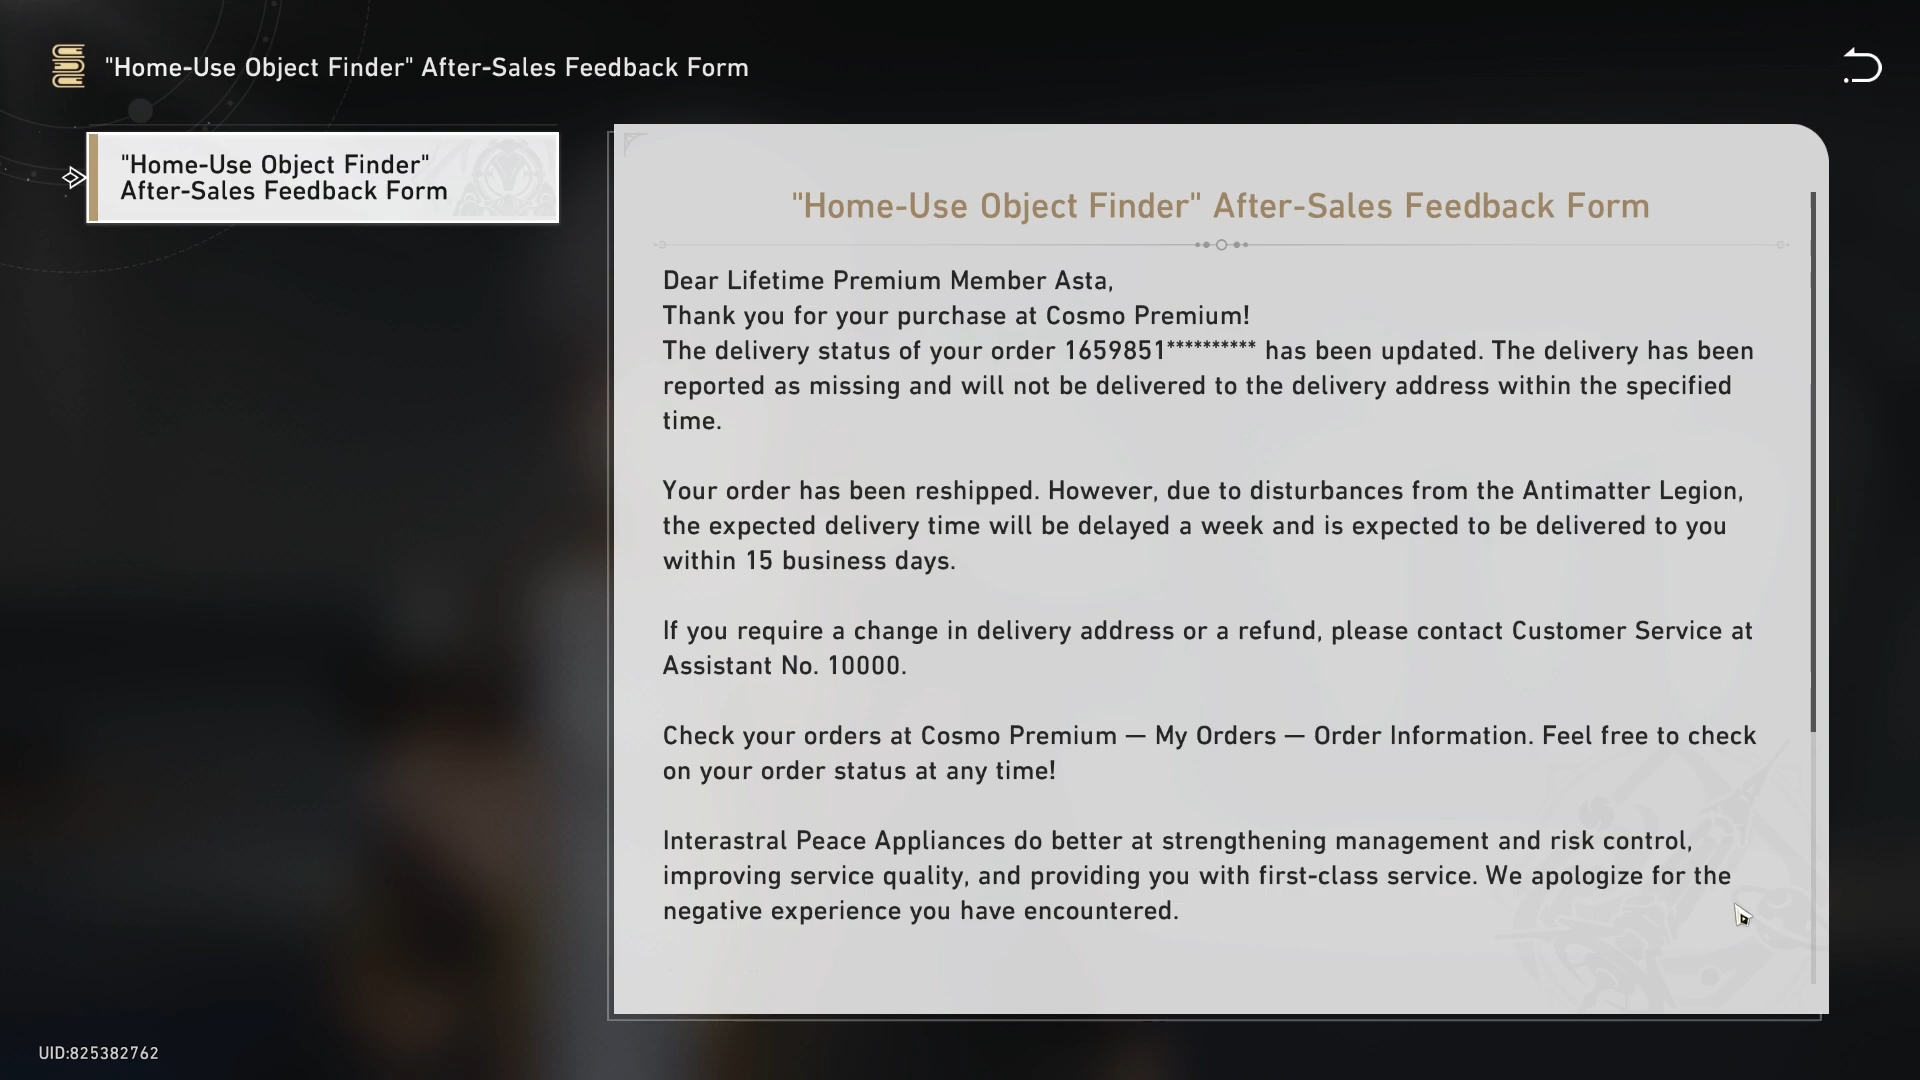 "Home-Use Object Finder" After-Sales Feedback Form
"Home-Use Object Finder"
After-Sales Feedback Form
"Home-Use Object Finder" After-Sales Feedback Form
Dear Lifetime Premium Member Asta,
Thank you for your purchase at Cosmo Premium!
The delivery status of your order 1659851********** has been updated. The delivery has been
reported as missing and will not be delivered to the delivery address within the specified
time.
Your order has been reshipped. However, due to disturbances from the Antimatter Legion,
the expected delivery time will be delayed a week and is expected to be delivered to you
within 15 business days.
If you require a change in delivery address or a refund, please contact Customer Service at
Assistant No. 10000.
Check your orders at Cosmo Premium — My Orders — Order Information. Feel free to check
on your order status at any time!
Interastral Peace Appliances do better at strengthening management and risk control,
improving service quality, and providing you with first-class service. We apologize for the
negative experience you have encountered.
UID:825382762